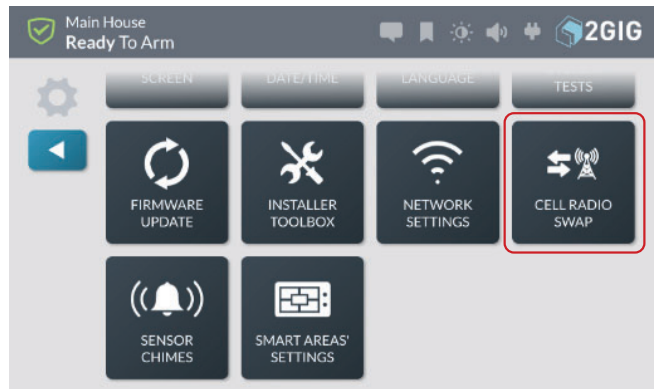 Main House
Ready To Arm
2GIG
SCREEN
DATE/TIME
LANGUAGE
TESTS
FIRMWARE
UPDATE
INSTALLER
TOOLBOX
NETWORK
SETTINGS
CELL RADIO
SWAP
SENSOR
CHIMES
SMART AREAS'
SETTINGS